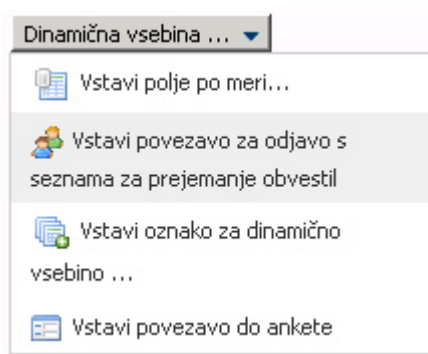 Dinamična vsebina ...
Vstavi polje po meri...
Vstavi povezavo za odjavo s
seznama za prejemanje obvestil
Vstavi oznako za dinamično
vsebino ...
Vstavi povezavo do ankete